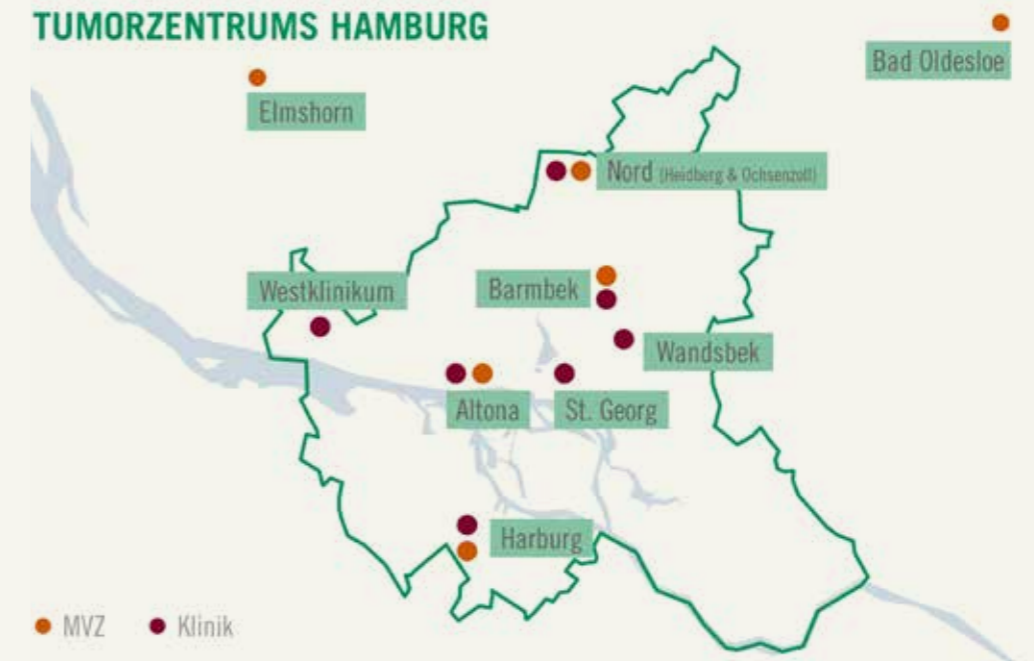 TUMORZENTRUMS HAMBURG
Bad Oldesloe
Elmshorn
Nord (Heidberg & Ochsenzoll)
Westklinikum
Barmbek
Wandsbek
Altona
St. Georg
Harburg
MVZ
Klinik